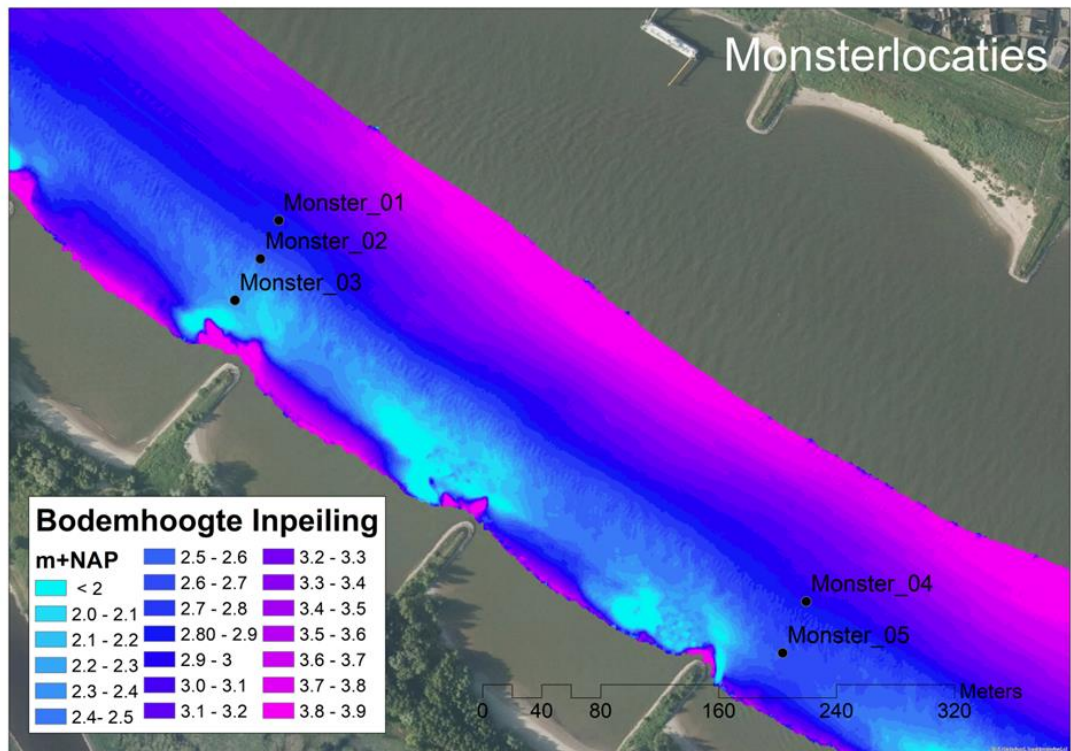 Monsterlocaties
Monster_01
Monster_02
Monster_03
Monster_04
Monster_05
Bodemhoogte Inpeiling
m+NAP
< 2
2.0 - 2.1
2.1 - 2.2
2.2 - 2.3
2.3 - 2.4
2.4- 2.5
2.5 - 2.6
2.6 - 2.7
2.7 - 2.8
2.80 - 2.9
2.9 - 3
3.0 - 3.1
3.1 - 3.2
3.2 - 3.3
3.3 - 3.4
3.4 - 3.5
3.5 - 3.6
3.6 - 3.7
3.7 - 3.8
3.8 - 3.9
Meters
0 40 80 160 240 320